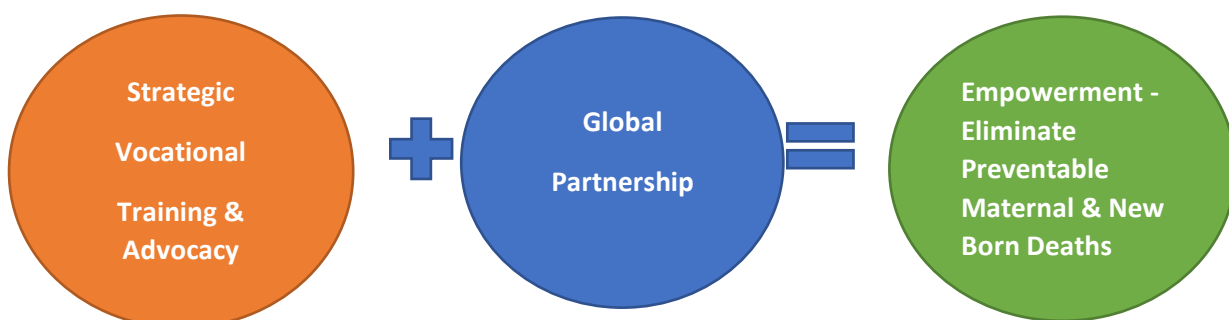 Strategic
Vocational
Training &
Advocacy
Global
Partnership
Empowerment -
Eliminate
Preventable
Maternal & New
Born Deaths